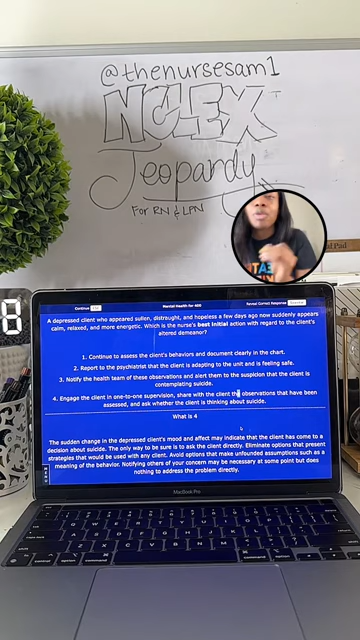 @thenursesam1
NCLEX
Jeopardy
For RN & LPN
Continue
Mental Health for 400
Reveal Correct Response
A depressed client who appeared sullen, distraught, and hopeless a few days ago now suddenly appears
calm, relaxed, and more energetic. Which is the nurse's best initial action with regard to the client's
altered demeanor?
1. Continue to assess the client's behaviors and document clearly in the chart.
2. Report to the psychiatrist that the client is adapting to the unit and is feeling safe.
3. Notify the health team of these observations and alert them to the suspicion that the client is
contemplating suicide.
4. Engage the client in one-to-one supervision, share with the client the observations that have been
assessed, and ask whether the client is thinking about suicide.
What is 4
The sudden change in the depressed client's mood and affect may indicate that the client has come to a
decision about suicide. The only way to be sure is to ask the client directly. Eliminate options that present
strategies that would be used with any client. Avoid options that make unfounded assumptions such as a
meaning of the behavior. Notifying others of your concern may be necessary at some point but does
nothing to address the problem directly.
MacBook Pro